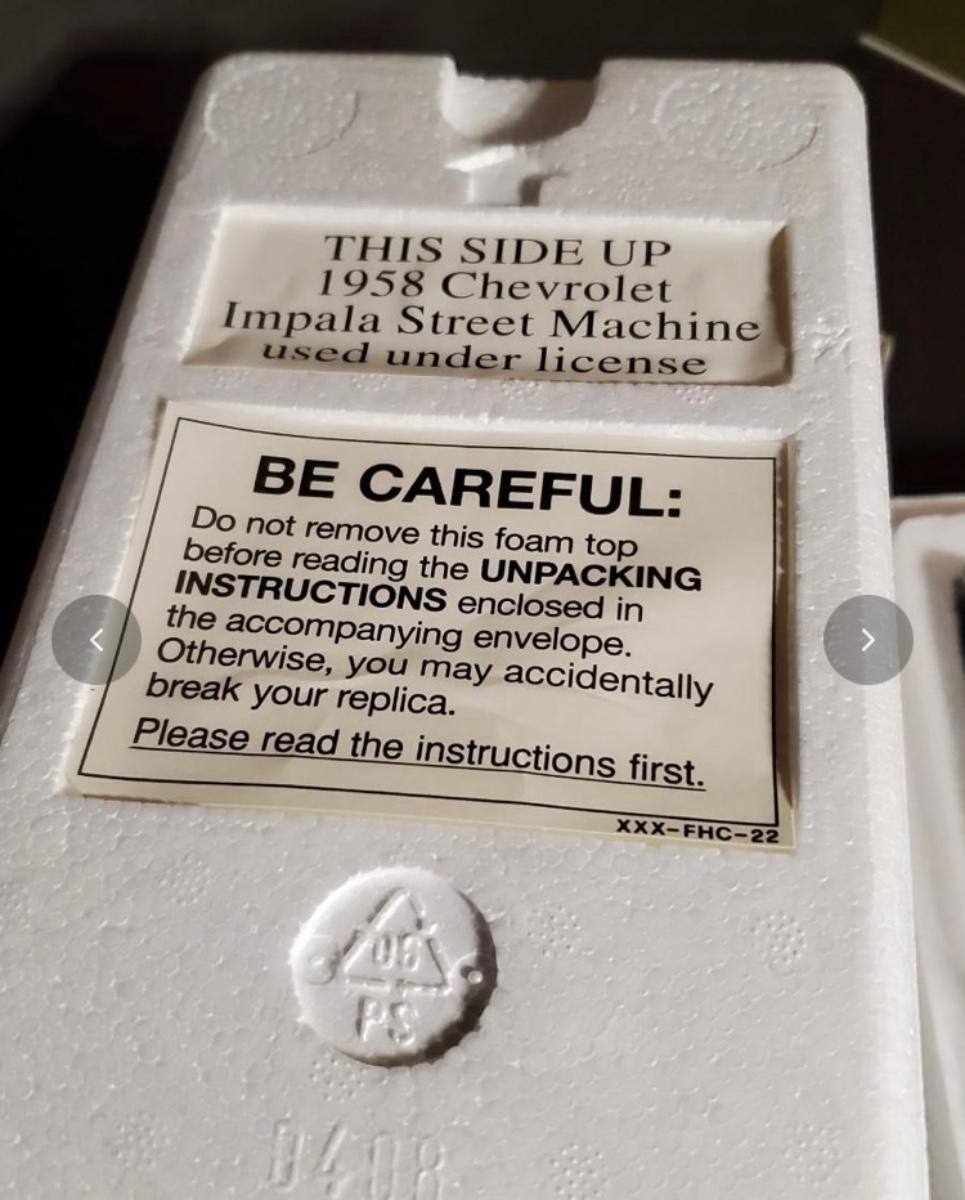 THIS SIDE UP
1958 Chevrolet
Impala Street Machine
used under license
BE CAREFUL:
Do not remove this foam top
before reading the UNPACKING
INSTRUCTIONS enclosed in
the accompanying envelope.
Otherwise, you may accidentally
break your replica.
Please read the instructions first.
XXX-FHC-22
06
PS